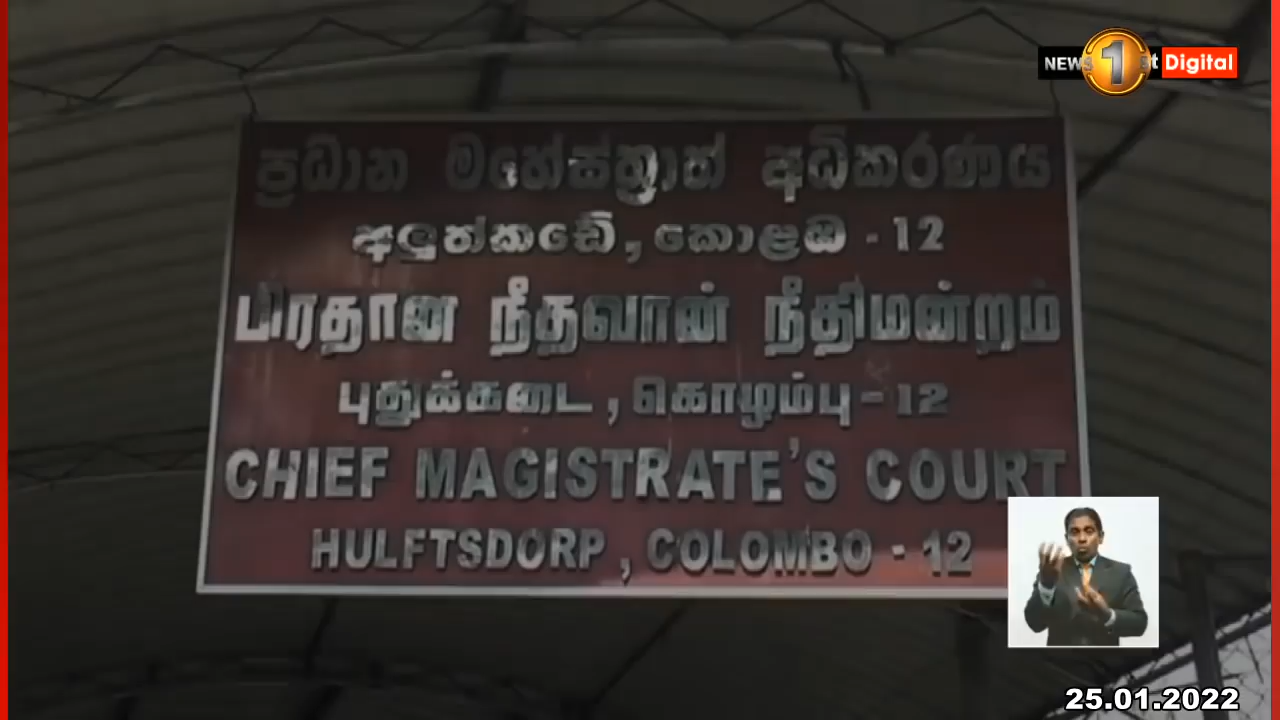 NEWS 1st Digital
ප්‍රධාන මහේස්ත්‍රාත් අධිකරණය
අලුත්කඩේ, කොළඹ - 12
பிரதான நீதவான் நீதிமன்றம்
புதுக்கடை, கொழும்பு - 12
CHIEF MAGISTRATE'S COURT
HULFTSDORP, COLOMBO - 12
25.01.2022